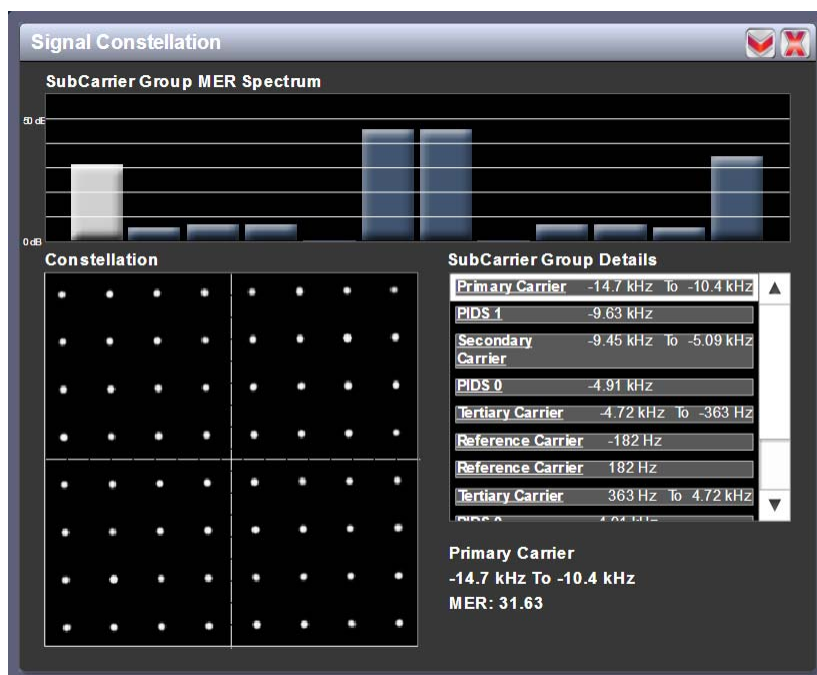 Signal Constellation
SubCarrier Group MER Spectrum
50 dB
0 dB
Constellation
SubCarrier Group Details
Primary Carrier -14.7 kHz To -10.4 kHz
PIDS 1 -9.63 kHz
Secondary Carrier -9.45 kHz To -5.09 kHz
PIDS 0 -4.91 kHz
Tertiary Carrier -4.72 kHz To -363 Hz
Reference Carrier -182 Hz
Reference Carrier 182 Hz
Tertiary Carrier 363 Hz To 4.72 kHz
Primary Carrier
-14.7 kHz To -10.4 kHz
MER: 31.63